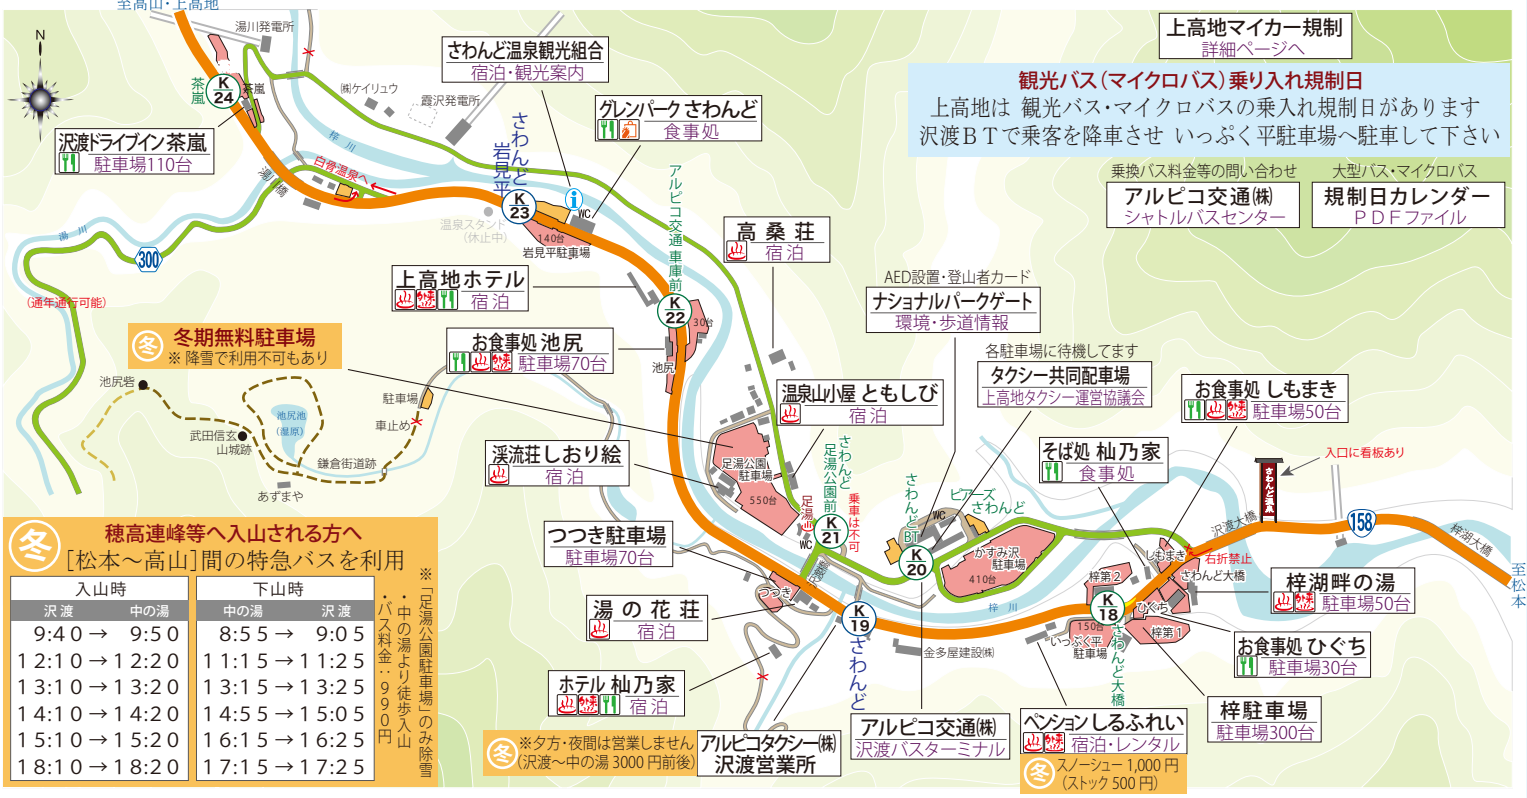 至高山・上高地
湯川発電所
N
K
24
茶嵐
茶嵐
㈱ケイリュウ
霞沢発電所
さわんど温泉観光組合
宿泊・観光案内
グレンパーク さわんど
食事処
上高地マイカー規制
詳細ページへ
観光バス(マイクロバス)乗り入れ規制日
上高地は 観光バス・マイクロバスの乗入れ規制日があります
沢渡BTで乗客を降車させ いっぷく平駐車場へ駐車して下さい
乗換バス料金等の問い合わせ
アルピコ交通㈱
シャトルバスセンター
大型バス・マイクロバス
規制日カレンダー
PDFファイル
沢渡ドライブイン 茶嵐
駐車場110台
梓川
白骨温泉へ
湯川橋
さわんど
岩見平
K
23
WC
温泉スタンド
(休止中)
140台
岩見平駐車場
アルピコ交通 車庫前
K
22
30台
湯川
300
(通年通行可能)
上高地ホテル
宿泊
高桑荘
宿泊
AED設置・登山者カード
ナショナルパークゲート
環境・歩道情報
冬
冬期無料駐車場
※ 降雪で利用不可もあり
お食事処 池尻
駐車場70台
池尻
各駐車場に待機してます
タクシー共同配車場
上高地タクシー運営協議会
温泉山小屋 ともしび
宿泊
お食事処 しもまき
駐車場50台
池尻砦
池尻池
(湿原)
武田信玄
山城跡
あずまや
鎌倉街道跡
駐車場
車止め
渓流荘 しおり絵
宿泊
足湯公園
駐車場
550台
さわんど
足湯公園前
乗車は不可
足湯
WC
K
21
さわんど
BT
WC
ピアーズ
さわんど
K
20
かすみ沢
駐車場
410台
そば処 杣乃家
食事処
入口に看板あり
さわんど温泉
沢渡大橋
158
梓湖大橋
至松本
右折禁止
しもまき
さわんど大橋
梓第2
K
18
ひぐち
梓第1
150台
いっぷく平
駐車場
さわんど大橋
梓川
梓湖畔の湯
駐車場50台
お食事処 ひぐち
駐車場30台
梓駐車場
駐車場300台
つつき駐車場
駐車場70台
つつき
K
19
さわんど
金多屋建設㈱
湯の花荘
宿泊
ホテル 杣乃家
宿泊
冬
※夕方・夜間は営業しません
(沢渡～中の湯 3000 円前後)
アルピコタクシー㈱
沢渡営業所
アルピコ交通㈱
沢渡バスターミナル
ペンション しるふれい
宿泊・レンタル
冬
スノーシュー 1,000 円
(ストック 500 円)
冬
穂高連峰等へ入山される方へ
[松本～高山]間の特急バスを利用
入山時
沢渡 中の湯
9:40→ 9:50
12:10→12:20
13:10→13:20
14:10→14:20
15:10→15:20
18:10→18:20
下山時
中の湯 沢渡
8:55→ 9:05
11:15→11:25
13:15→13:25
14:55→15:05
16:15→16:25
17:15→17:25
※「足湯公園駐車場」のみ除雪
・中の湯より徒歩入山
・バス料金:990円